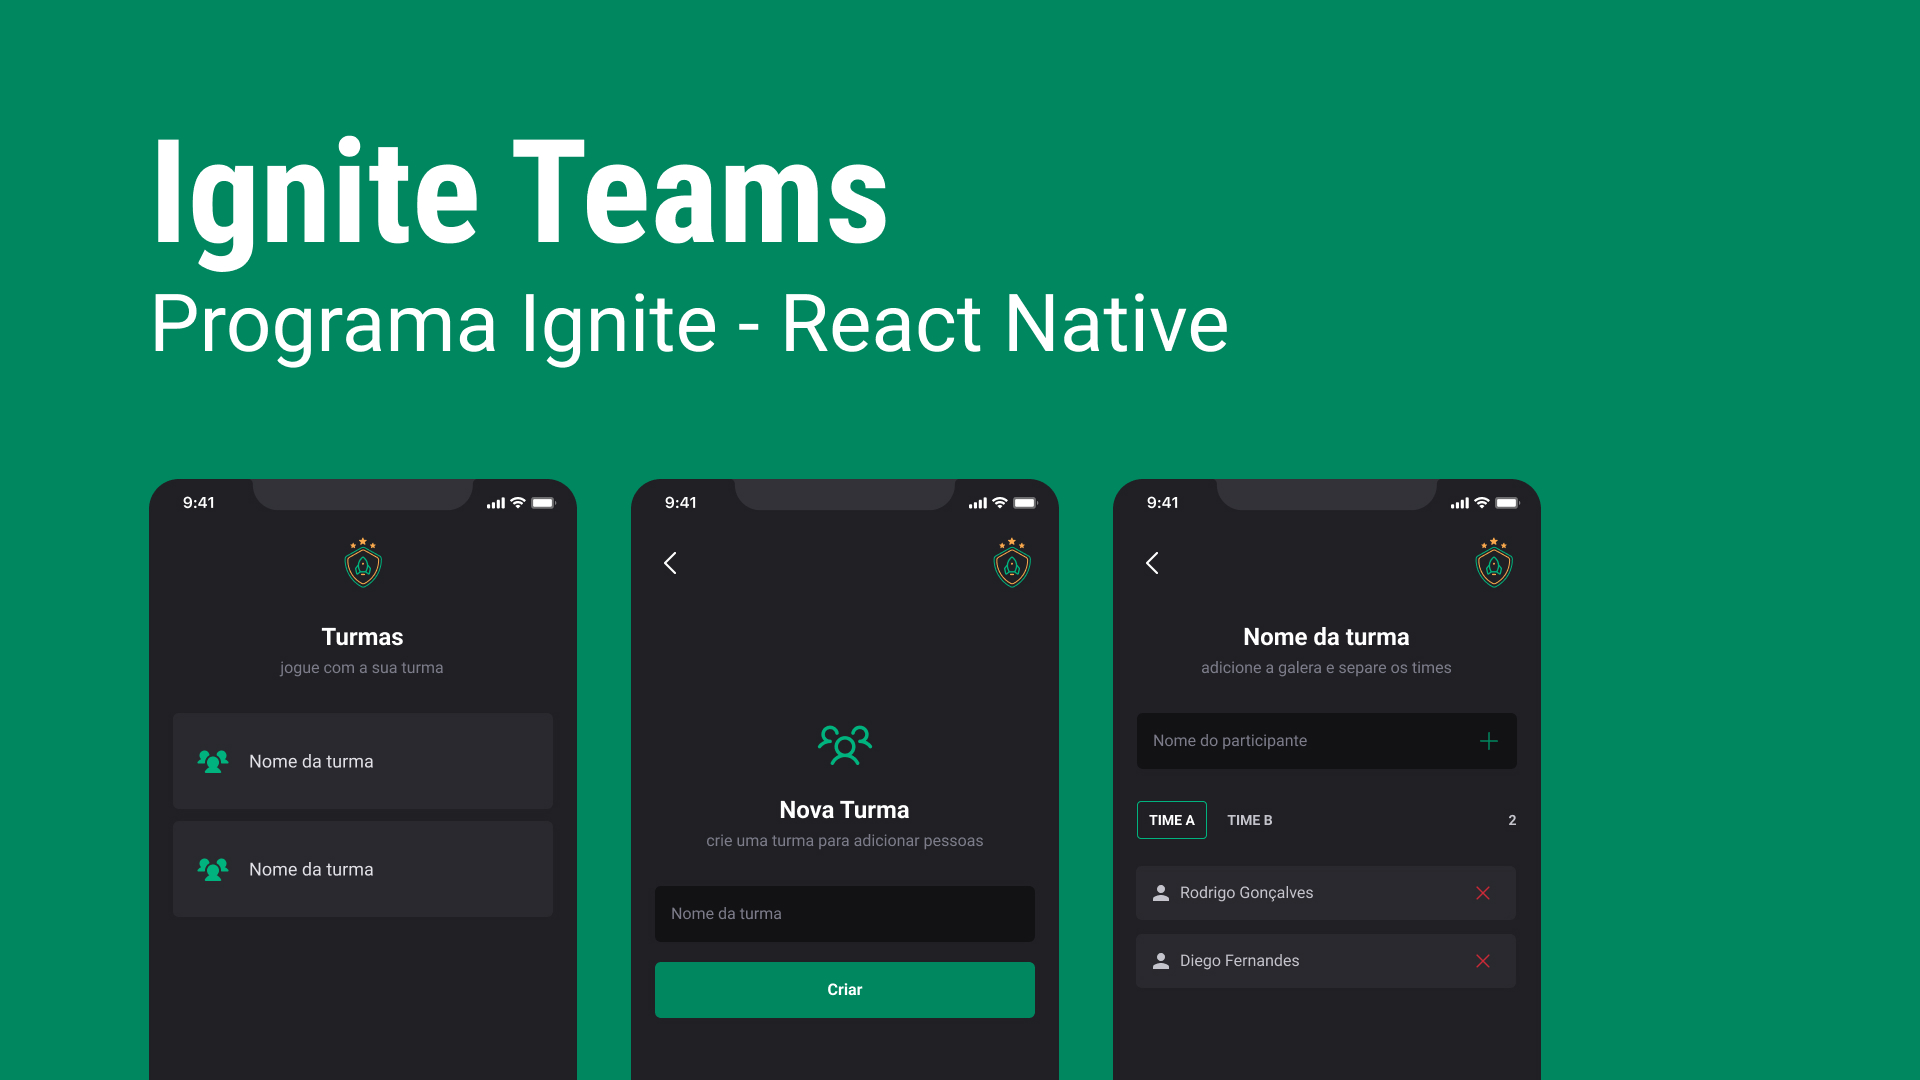 Ignite Teams
Programa Ignite - React Native
9:41
Turmas
jogue com a sua turma
Nome da turma
Nome da turma
9:41
Nova Turma
crie uma turma para adicionar pessoas
Nome da turma
Criar
9:41
Nome da turma
adicione a galera e separe os times
Nome do participante
TIME A TIME B 2
Rodrigo Gonçalves
Diego Fernandes